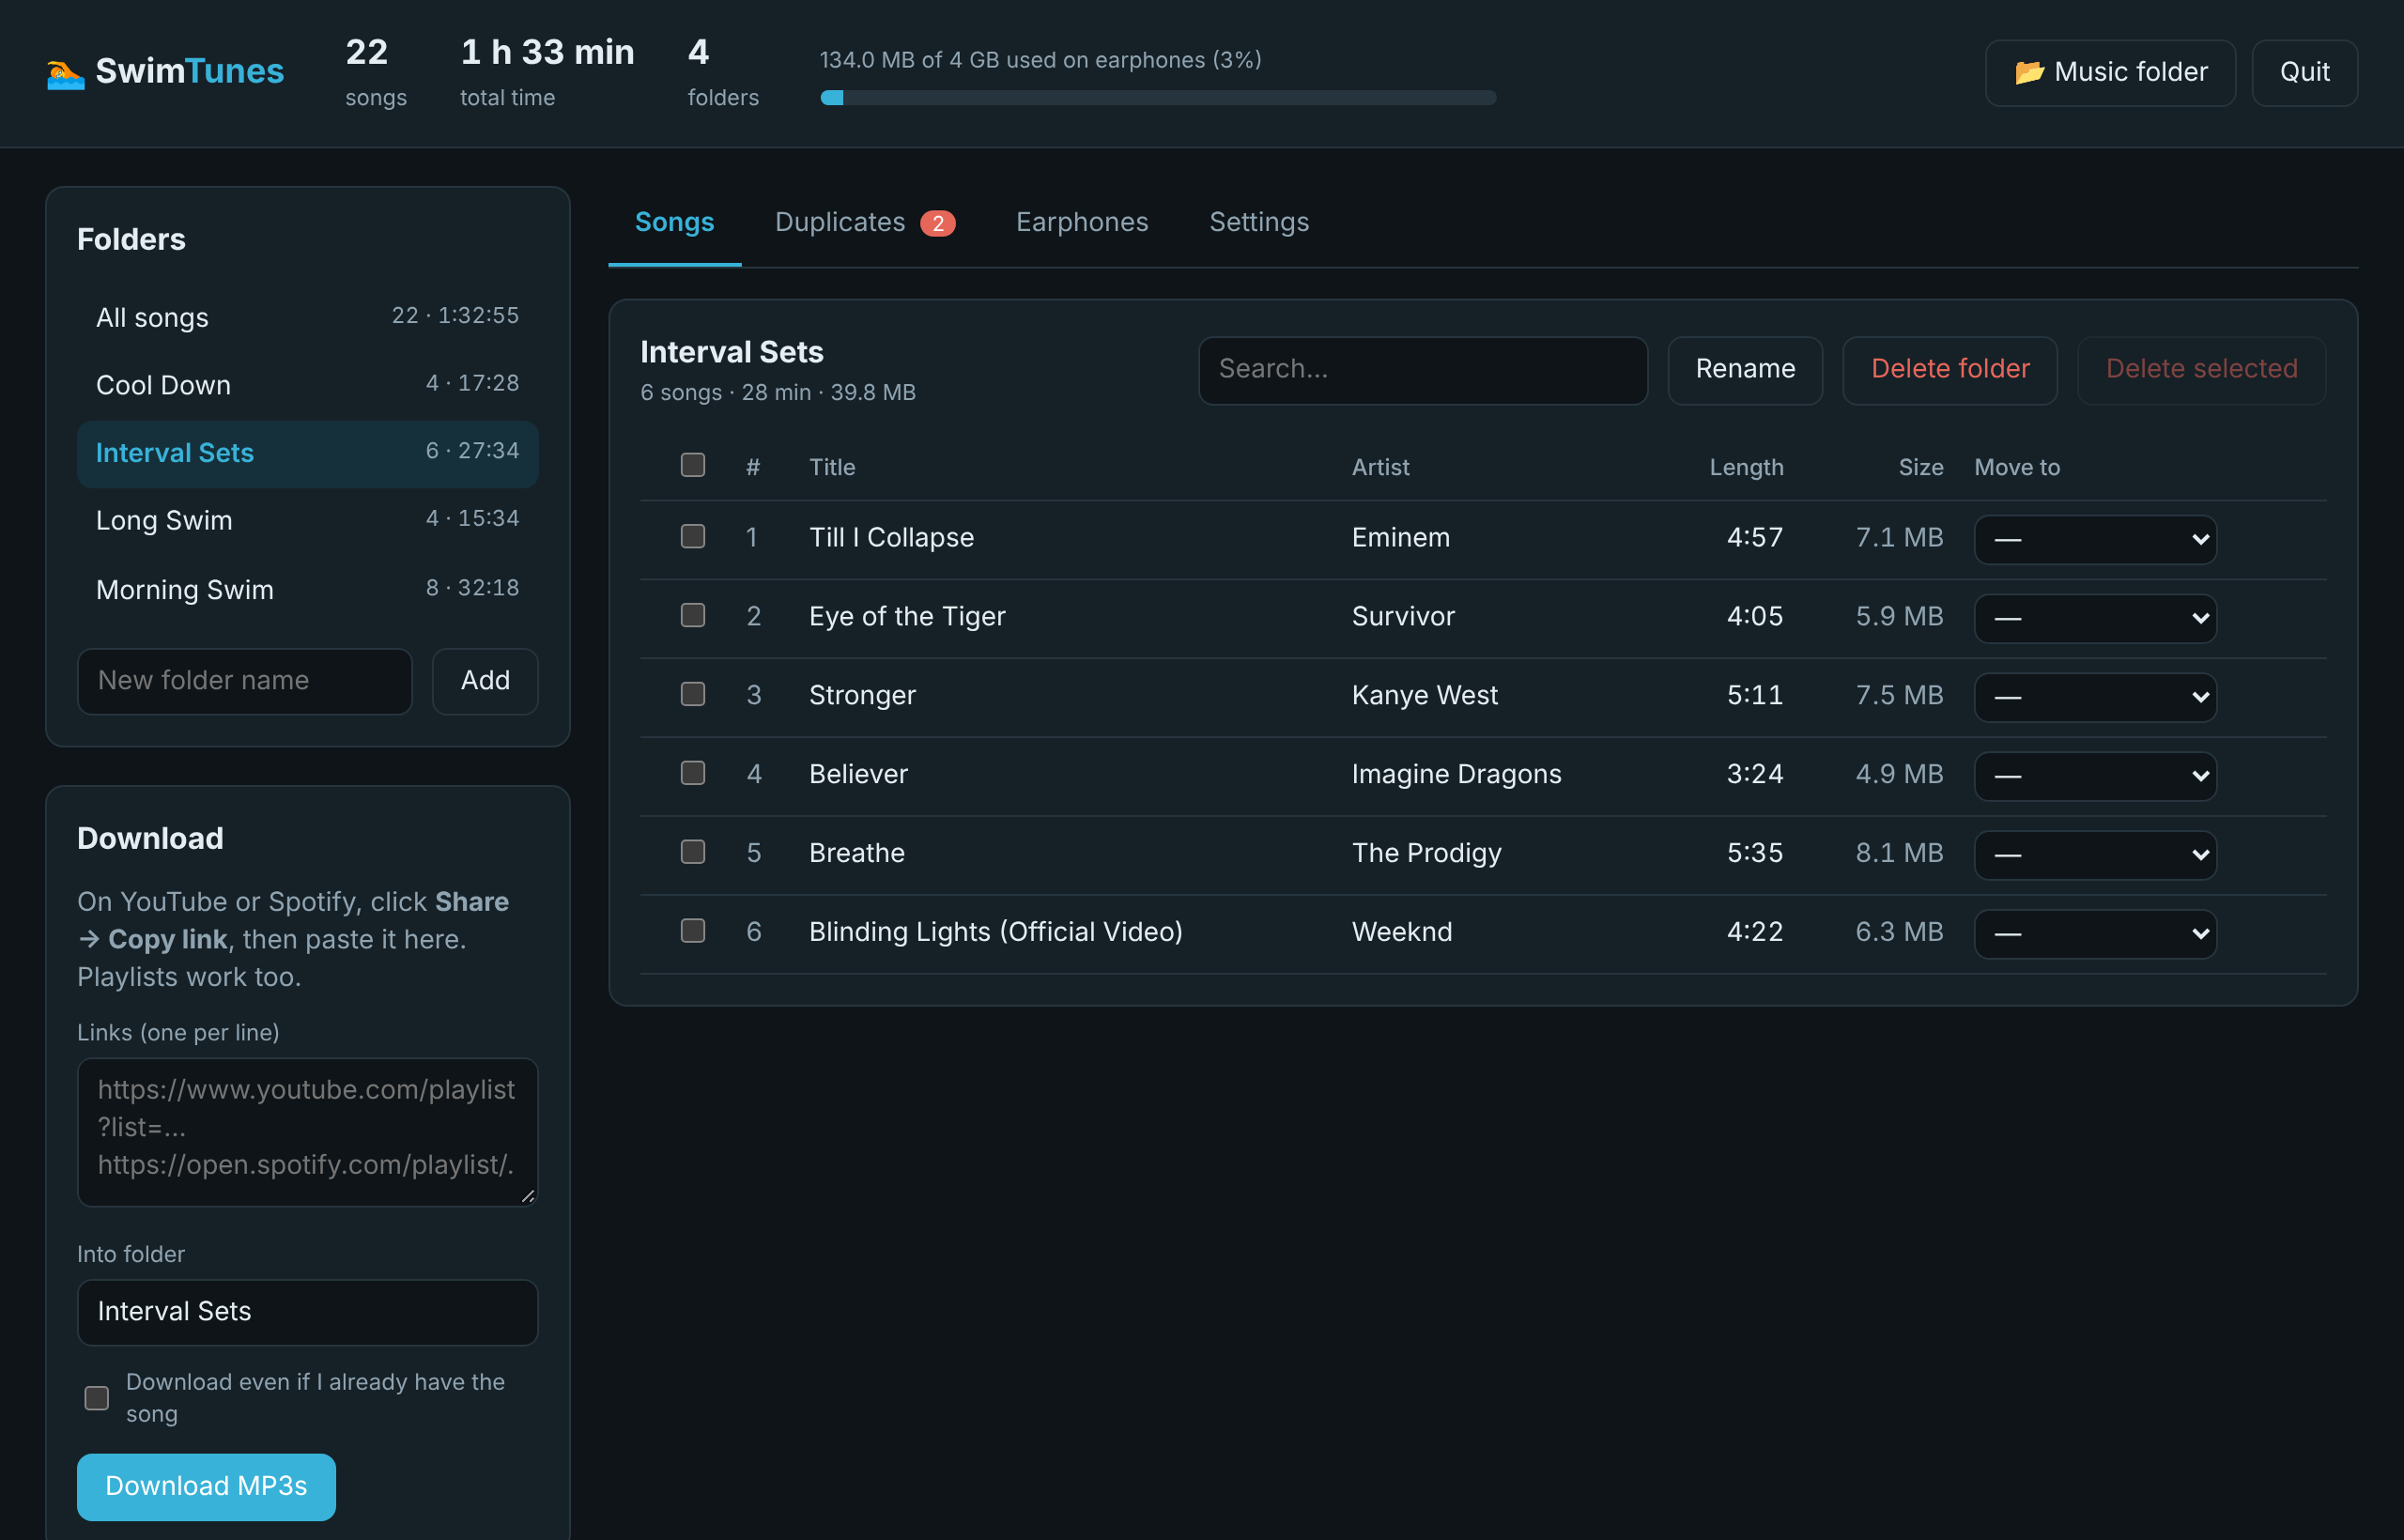 SwimTunes
22 songs
1 h 33 min total time
4 folders
134.0 MB of 4 GB used on earphones (3%)
Music folder
Quit
Folders
All songs 22 · 1:32:55
Cool Down 4 · 17:28
Interval Sets 6 · 27:34
Long Swim 4 · 15:34
Morning Swim 8 · 32:18
New folder name Add
Download
On YouTube or Spotify, click Share
→ Copy link, then paste it here.
Playlists work too.
Links (one per line)
https://www.youtube.com/playlist
?list=...
https://open.spotify.com/playlist/.
Into folder
Interval Sets
Download even if I already have the
song
Download MP3s
Songs Duplicates 2 Earphones Settings
Interval Sets
6 songs · 28 min · 39.8 MB
Search... Rename Delete folder Delete selected
# Title Artist Length Size Move to
1 Till I Collapse Eminem 4:57 7.1 MB —
2 Eye of the Tiger Survivor 4:05 5.9 MB —
3 Stronger Kanye West 5:11 7.5 MB —
4 Believer Imagine Dragons 3:24 4.9 MB —
5 Breathe The Prodigy 5:35 8.1 MB —
6 Blinding Lights (Official Video) Weeknd 4:22 6.3 MB —